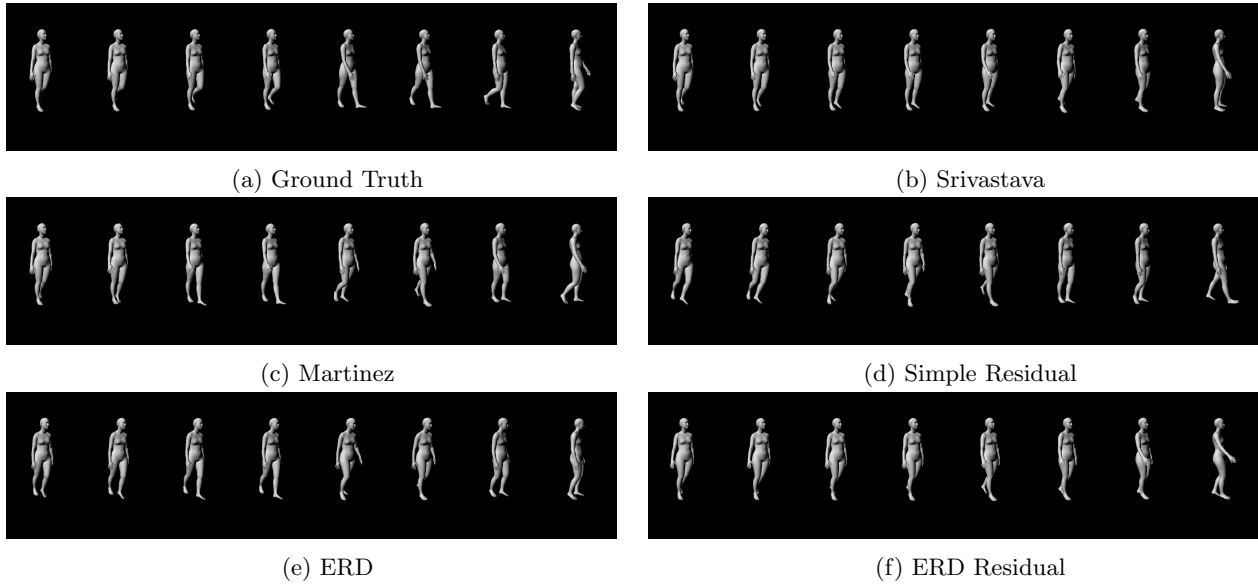 (a) Ground Truth
(b) Srivastava
(c) Martinez
(d) Simple Residual
(e) ERD
(f) ERD Residual